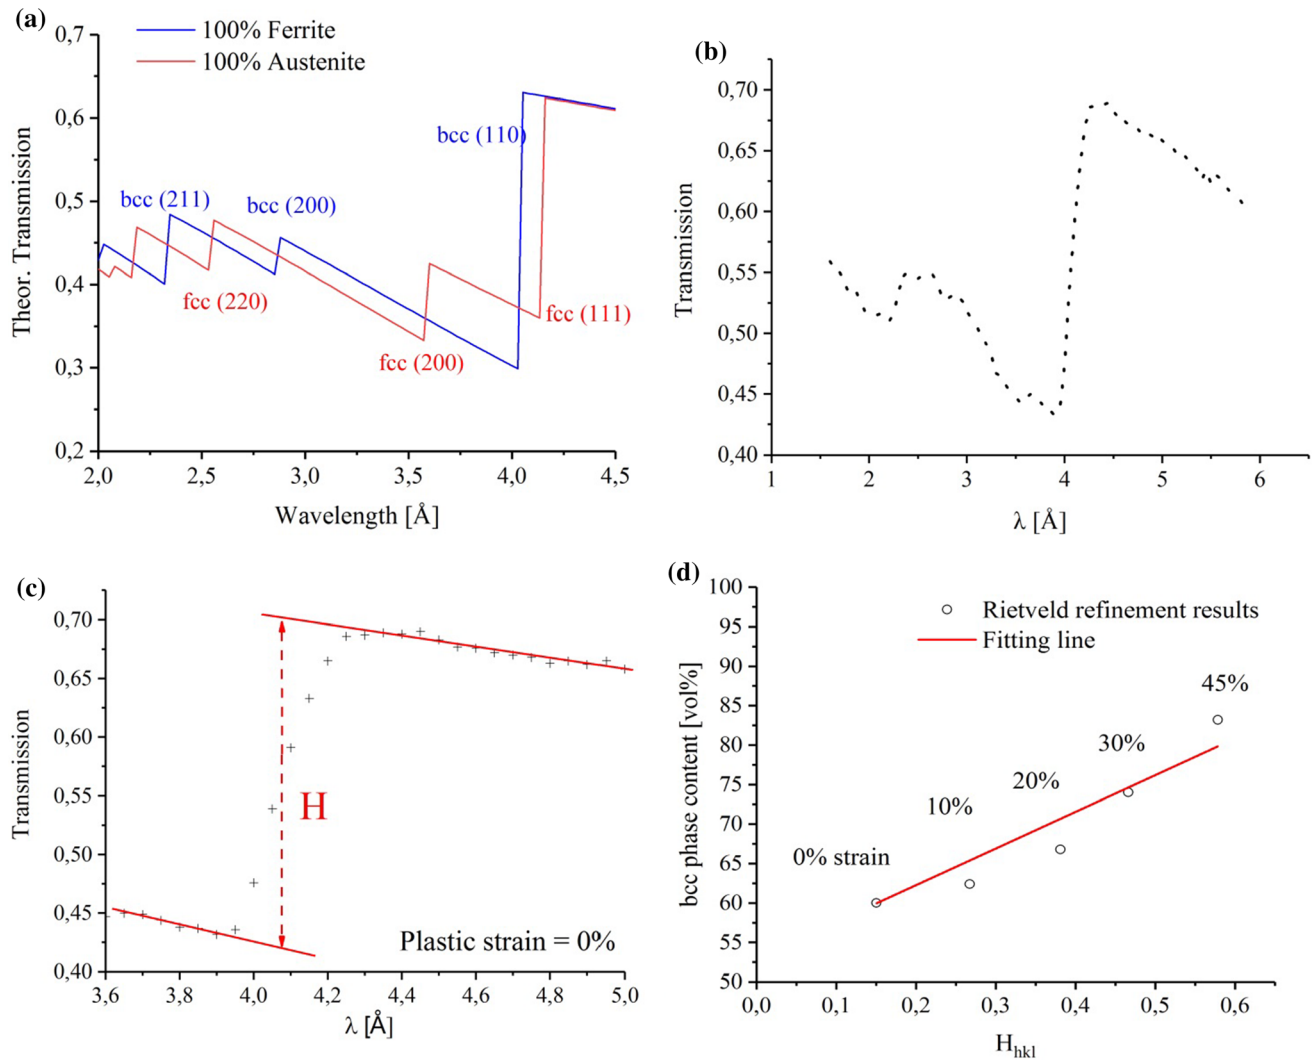 (a)
100% Ferrite
100% Austenite
0,7
0,6
0,5
0,4
0,3
0,2
Theor. Transmission
bcc (110)
bcc (211)
bcc (200)
fcc (220)
fcc (111)
fcc (200)
2,0 2,5 3,0 3,5 4,0 4,5
Wavelength [Å]
(b)
0,70
0,65
0,60
0,55
0,50
0,45
0,40
Transmission
1 2 3 4 5 6
λ [Å]
(c)
0,70
0,65
0,60
0,55
0,50
0,45
0,40
Transmission
H
Plastic strain = 0%
3,6 3,8 4,0 4,2 4,4 4,6 4,8 5,0
λ [Å]
(d)
100
95
90
85
80
75
70
65
60
55
50
bcc phase content [vol%]
Rietveld refinement results
Fitting line
45%
30%
20%
10%
0% strain
0,0 0,1 0,2 0,3 0,4 0,5 0,6
Hhkl